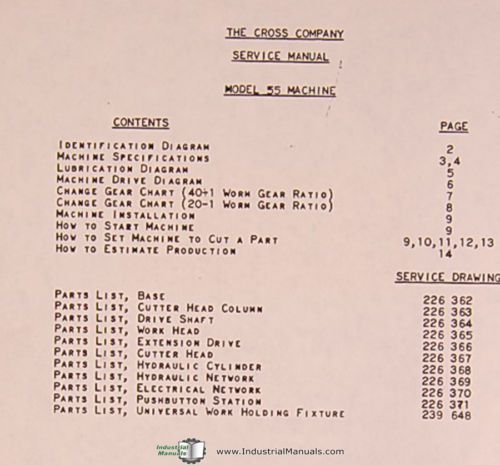 THE CROSS COMPANY
SERVICE MANUAL
MODEL 55 MACHINE
CONTENTS PAGE
IDENTIFICATION DIAGRAM 2
MACHINE SPECIFICATIONS 3,4
LUBRICATION DIAGRAM 5
MACHINE DRIVE DIAGRAM 6
CHANGE GEAR CHART (40-1 WORM GEAR RATIO) 7
CHANGE GEAR CHART (20-1 WORM GEAR RATIO) 8
MACHINE INSTALLATION 9
HOW TO START MACHINE 9
HOW TO SET MACHINE TO CUT A PART 9,10,11,12,13
HOW TO ESTIMATE PRODUCTION 14
SERVICE DRAWING
PARTS LIST, BASE 226 362
PARTS LIST, CUTTER HEAD COLUMN 226 363
PARTS LIST, DRIVE SHAFT 226 364
PARTS LIST, WORK HEAD 226 365
PARTS LIST, EXTENSION DRIVE 226 366
PARTS LIST, CUTTER HEAD 226 367
PARTS LIST, HYDRAULIC CYLINDER 226 368
PARTS LIST, HYDRAULIC NETWORK 226 369
PARTS LIST, ELECTRICAL NETWORK 226 370
PARTS LIST, PUSHBUTTON STATION 226 371
PARTS LIST, UNIVERSAL WORK HOLDING FIXTURE 239 648
Industrial Manuals www.IndustrialManuals.com